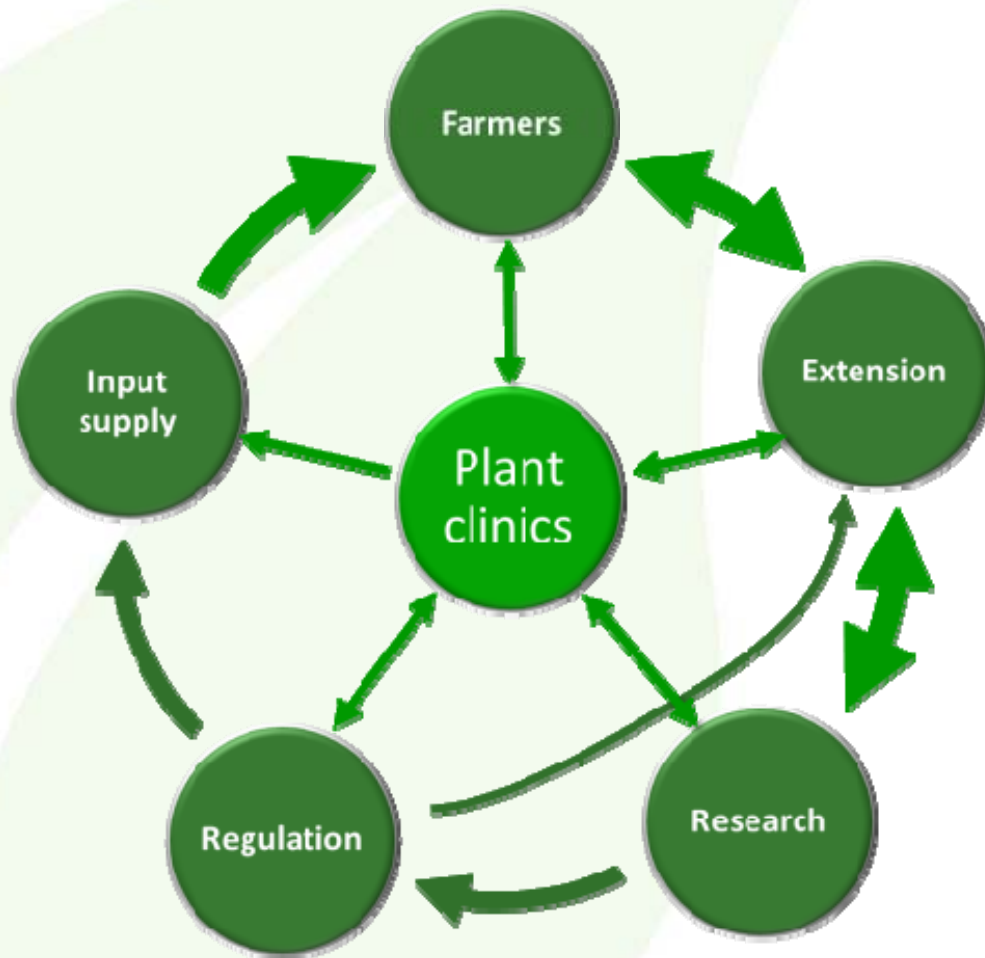 Farmers
Extension
Input
supply
Plant
clinics
Regulation
Research